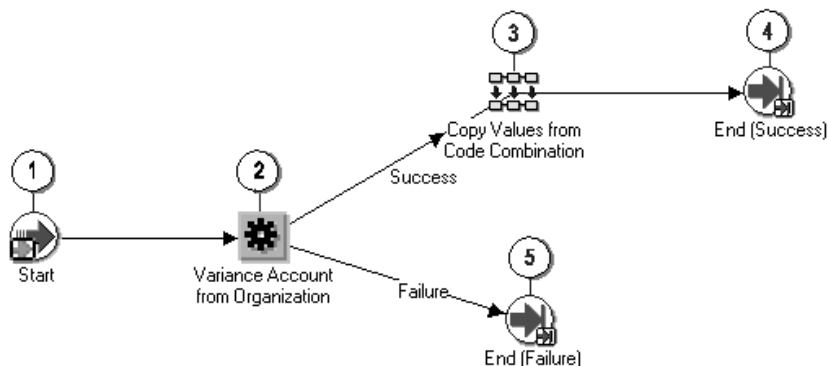 1
Start
2
Variance Account
from Organization
Success
Failure
3
Copy Values from
Code Combination
4
End (Success)
5
End (Failure)